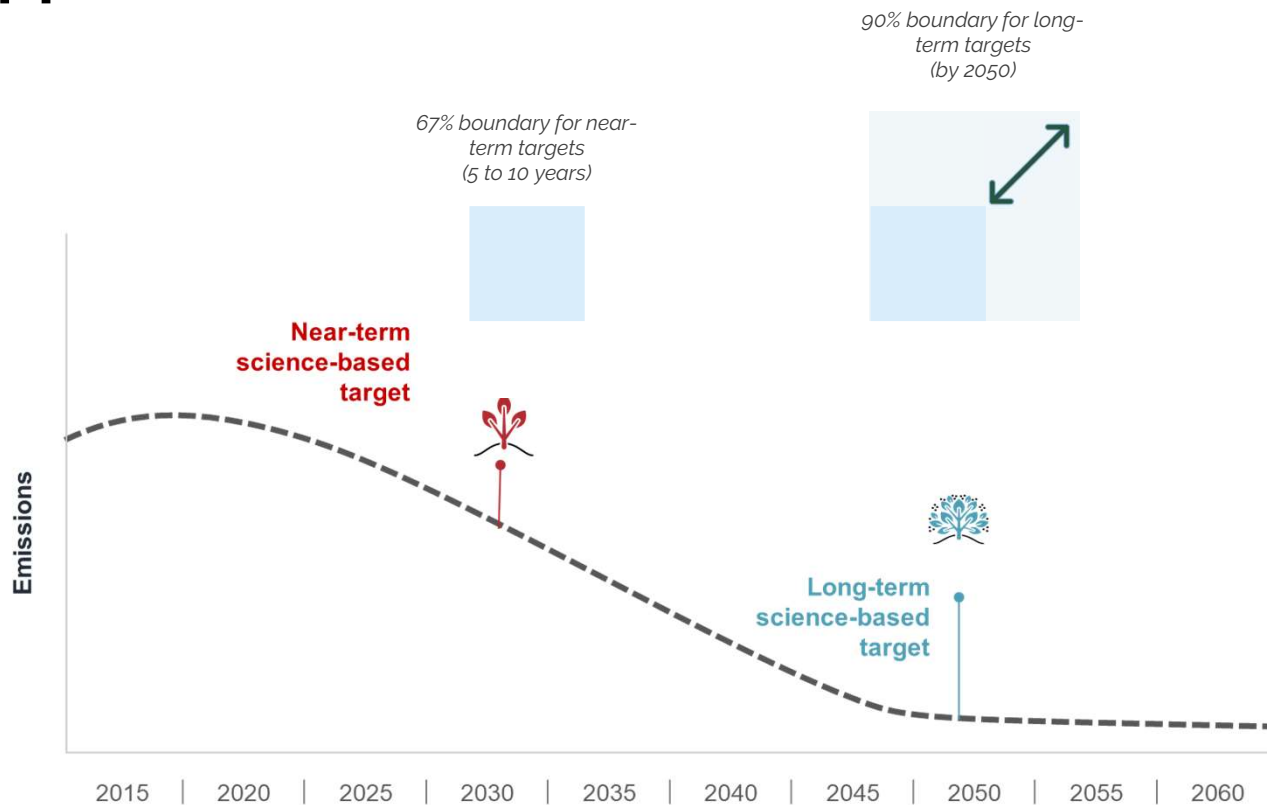 90% boundary for long-
term targets
(by 2050)
67% boundary for near-
term targets
(5 to 10 years)
Near-term
science-based
target
Emissions
Long-term
science-based
target
2015 | 2020 | 2025 | 2030 | 2035 | 2040 | 2045 | 2050 | 2055 | 2060